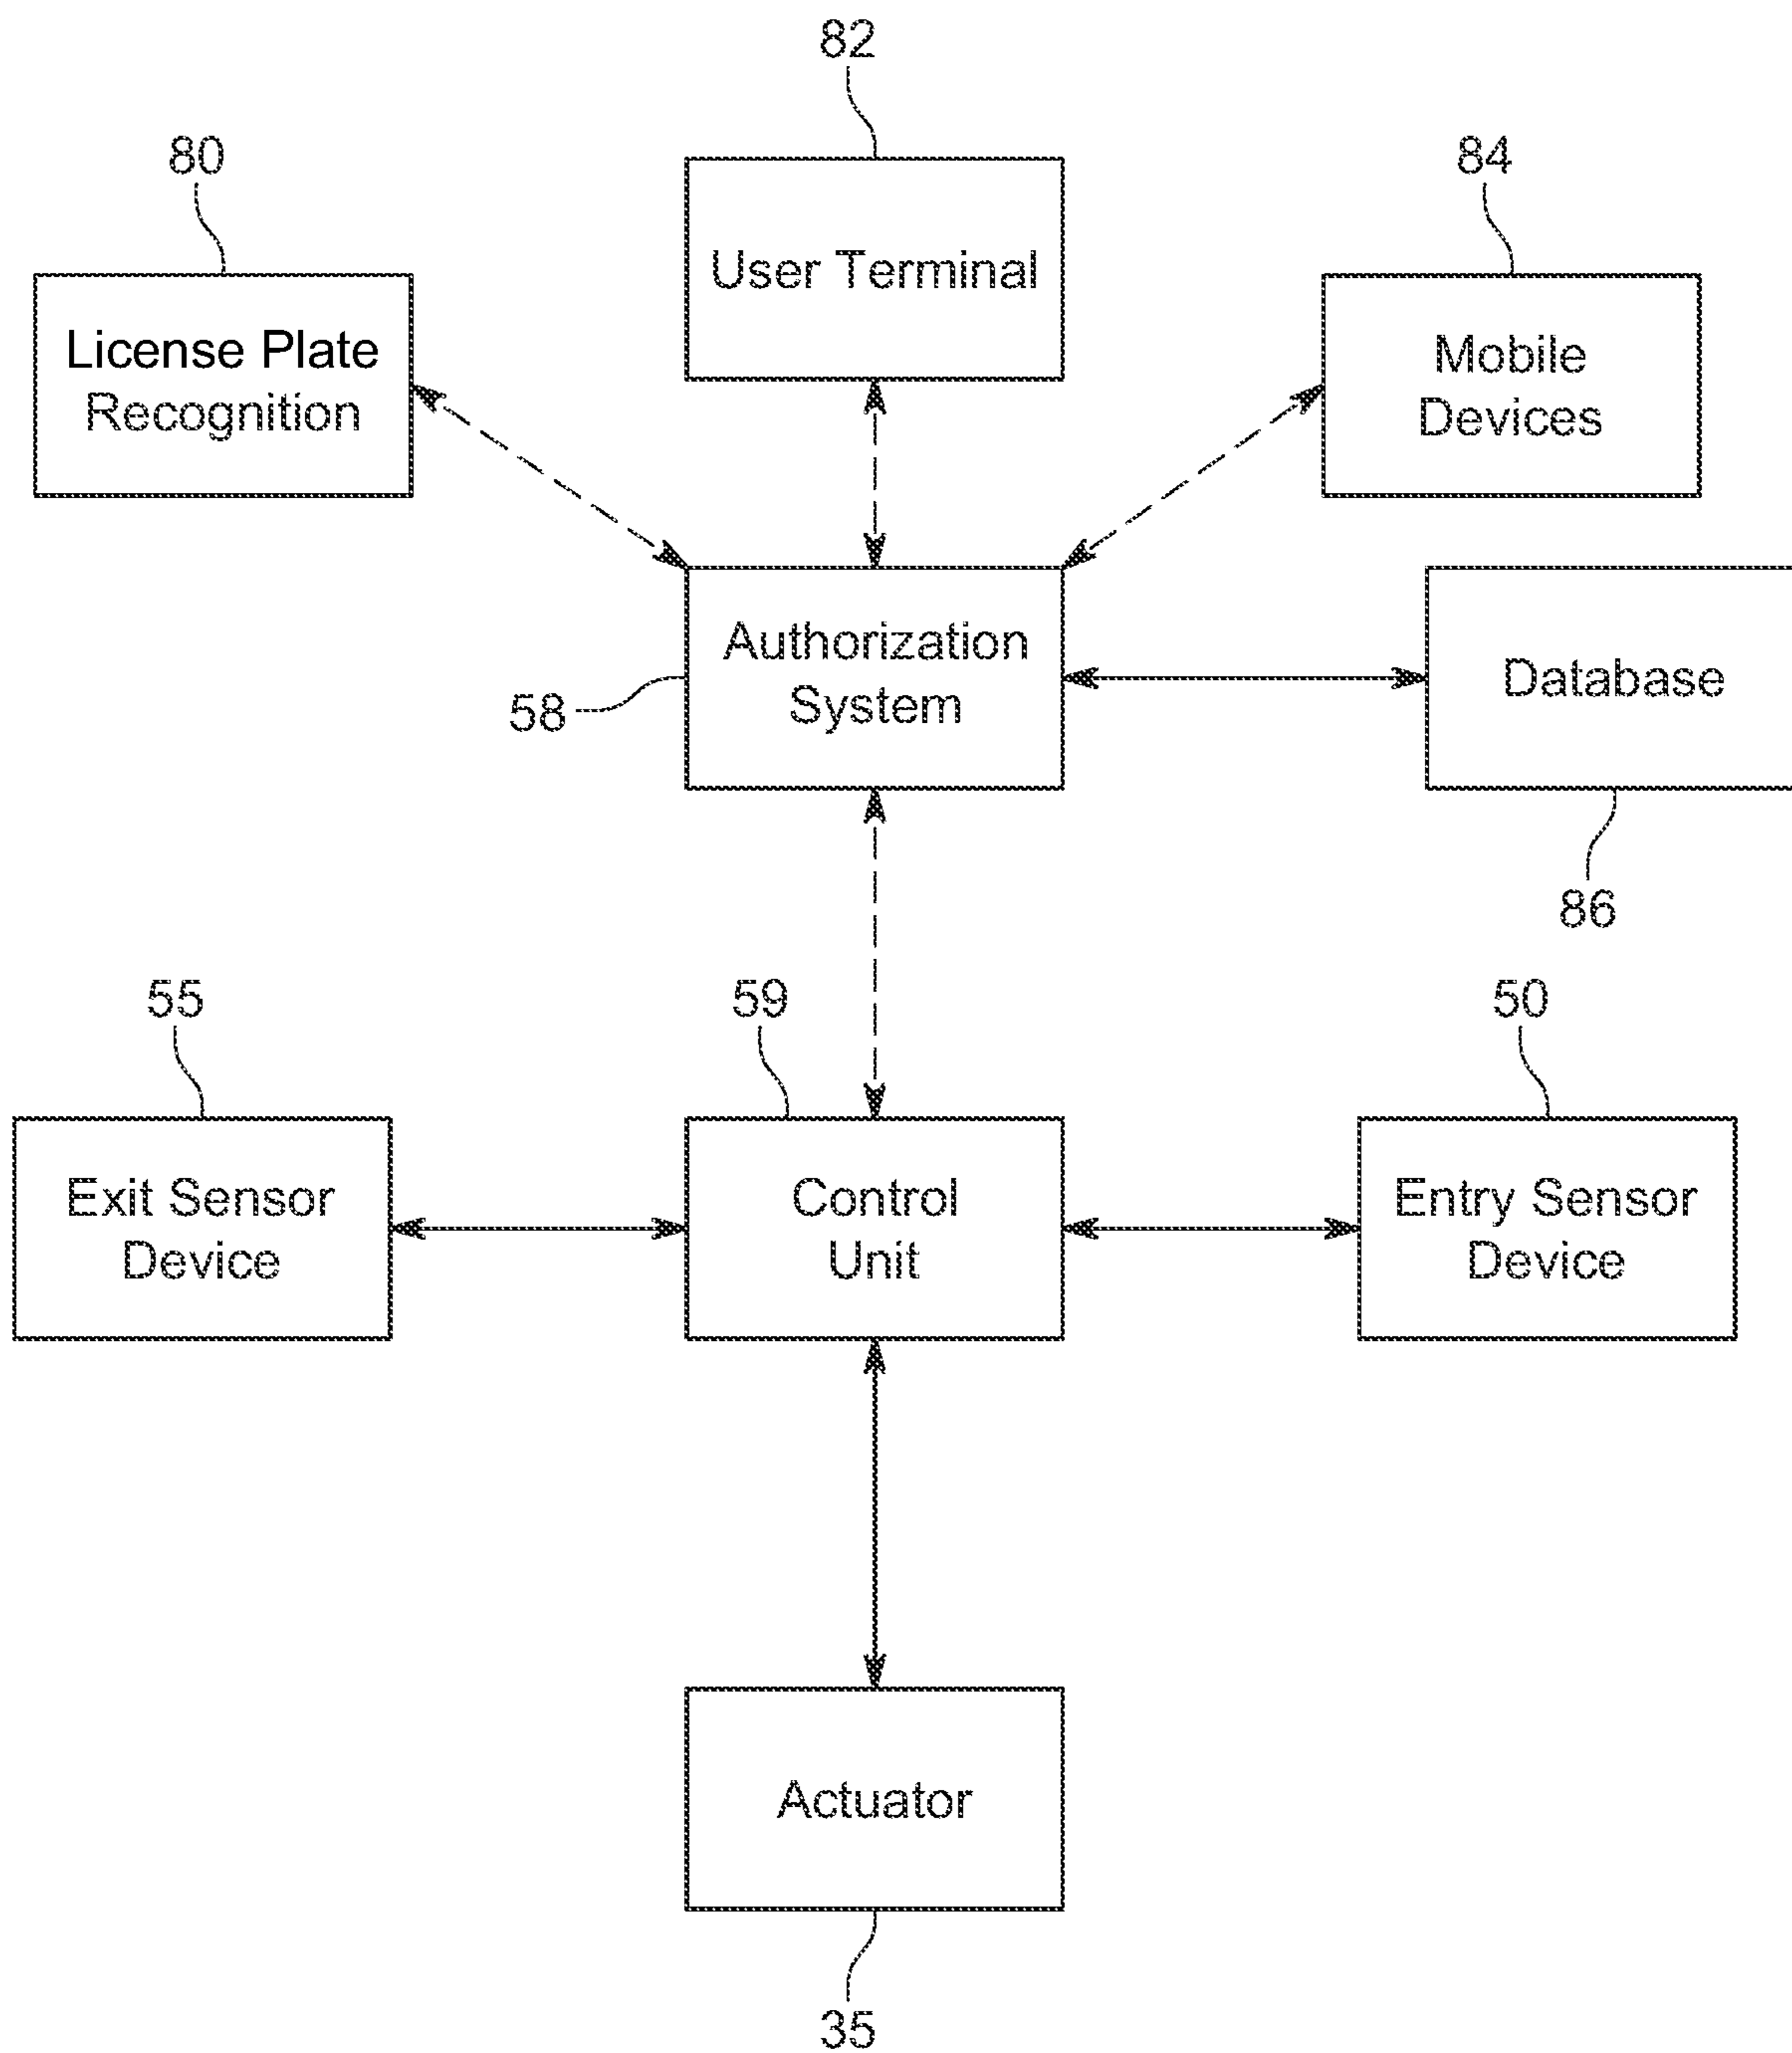 82
80
84
User Terminal
License Plate
Recognition
Mobile
Devices
Authorization
System
58
Database
86
55
59
50
Exit Sensor
Device
Control
Unit
Entry Sensor
Device
Actuator
35